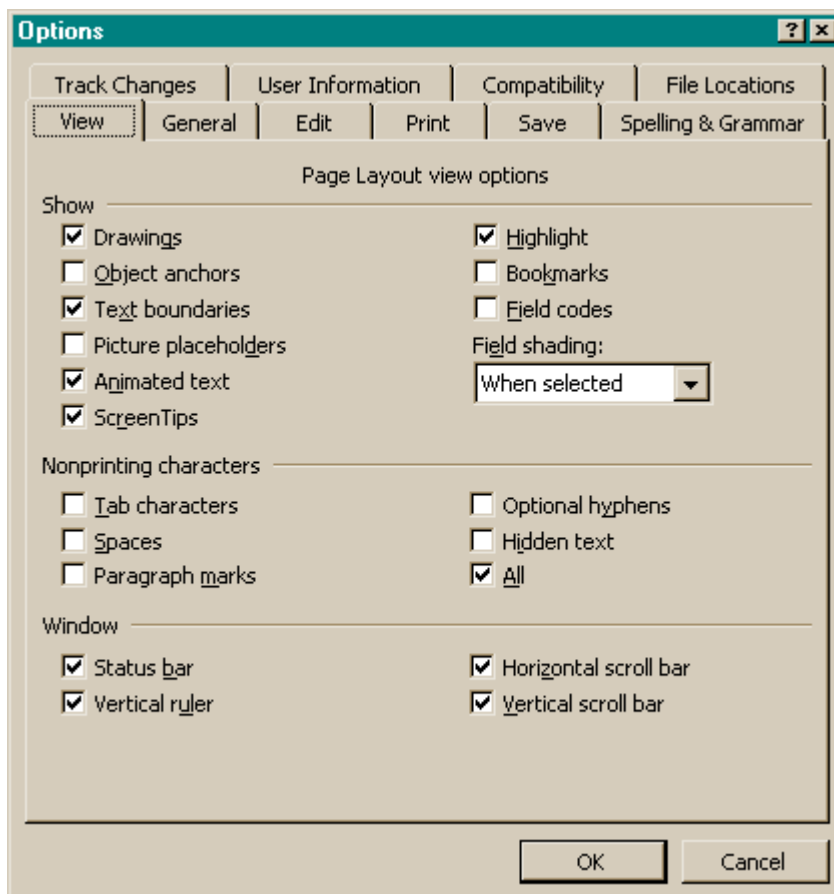 Options
Track Changes User Information Compatibility File Locations
View General Edit Print Save Spelling & Grammar
Page Layout view options
Show
Drawings Highlight
Object anchors Bookmarks
Text boundaries Field codes
Picture placeholders Field shading:
Animated text When selected
ScreenTips
Nonprinting characters
Tab characters Optional hyphens
Spaces Hidden text
Paragraph marks All
Window
Status bar Horizontal scroll bar
Vertical ruler Vertical scroll bar
OK Cancel